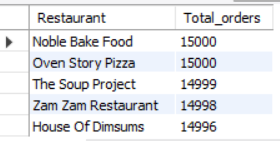 Restaurant Total_orders
Noble Bake Food 15000
Oven Story Pizza 15000
The Soup Project 14999
Zam Zam Restaurant 14998
House Of Dimsums 14996